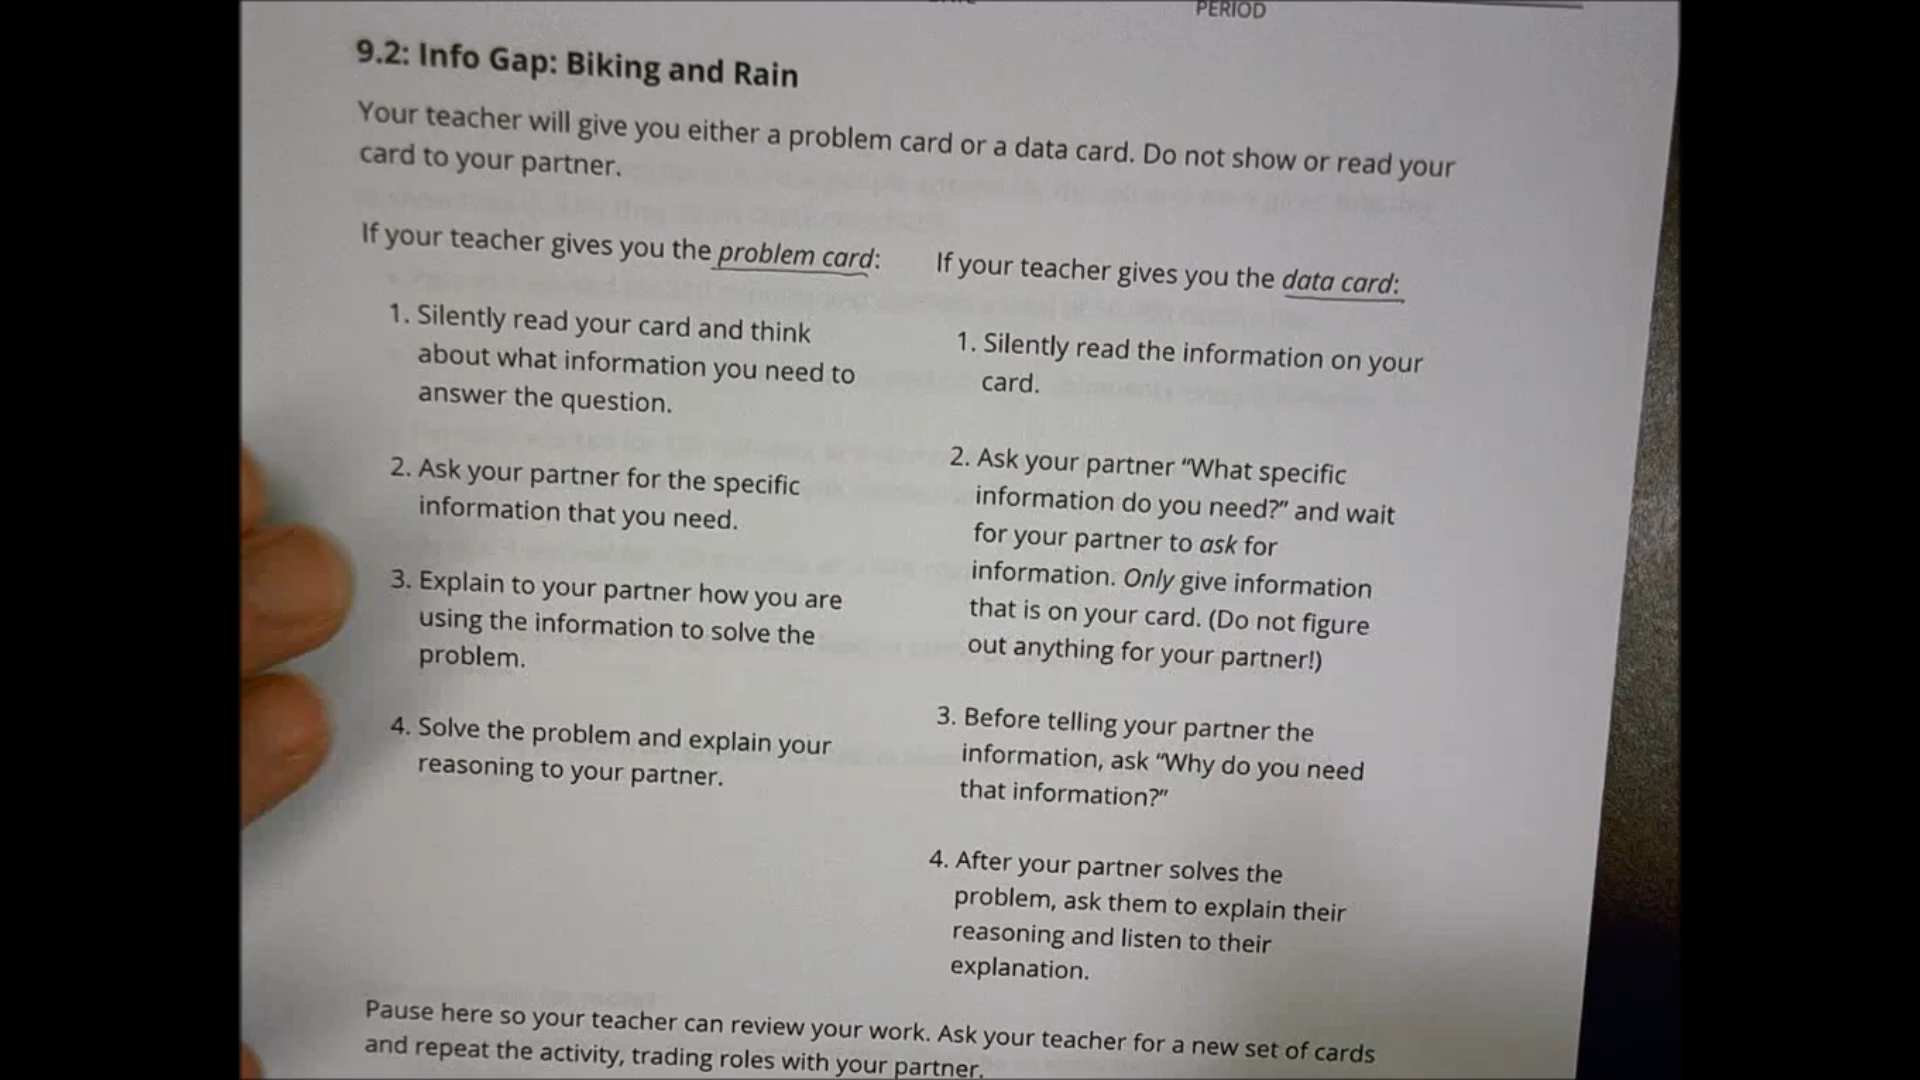 PERIOD
9.2: Info Gap: Biking and Rain
Your teacher will give you either a problem card or a data card. Do not show or read your
card to your partner.
If your teacher gives you the problem card:
1. Silently read your card and think
about what information you need to
answer the question.
2. Ask your partner for the specific
information that you need.
3. Explain to your partner how you are
using the information to solve the
problem.
4. Solve the problem and explain your
reasoning to your partner.
If your teacher gives you the data card:
1. Silently read the information on your
card.
2. Ask your partner “What specific
information do you need?” and wait
for your partner to ask for
information. Only give information
that is on your card. (Do not figure
out anything for your partner!)
3. Before telling your partner the
information, ask “Why do you need
that information?”
4. After your partner solves the
problem, ask them to explain their
reasoning and listen to their
explanation.
Pause here so your teacher can review your work. Ask your teacher for a new set of cards
and repeat the activity, trading roles with your partner.